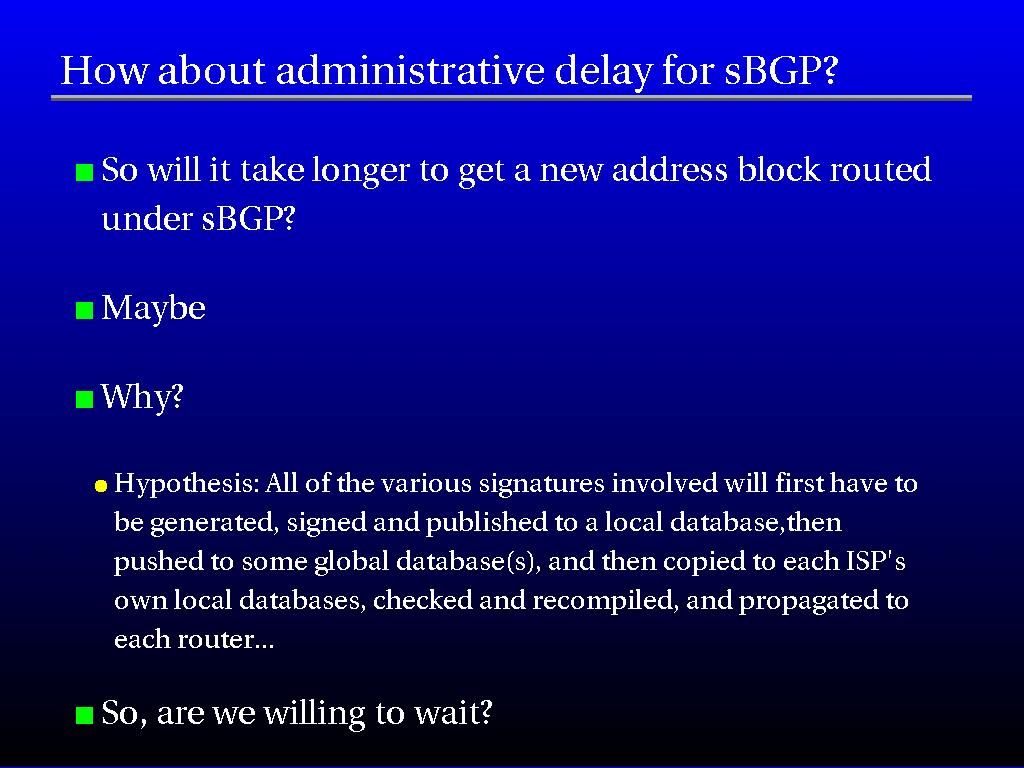 How about administrative delay for sBGP?
So will it take longer to get a new address block routed
under sBGP?
Maybe
Why?
Hypothesis: All of the various signatures involved will first have to
be generated, signed and published to a local database,then
pushed to some global database(s), and then copied to each ISP's
own local databases, checked and recompiled, and propagated to
each router...
So, are we willing to wait?